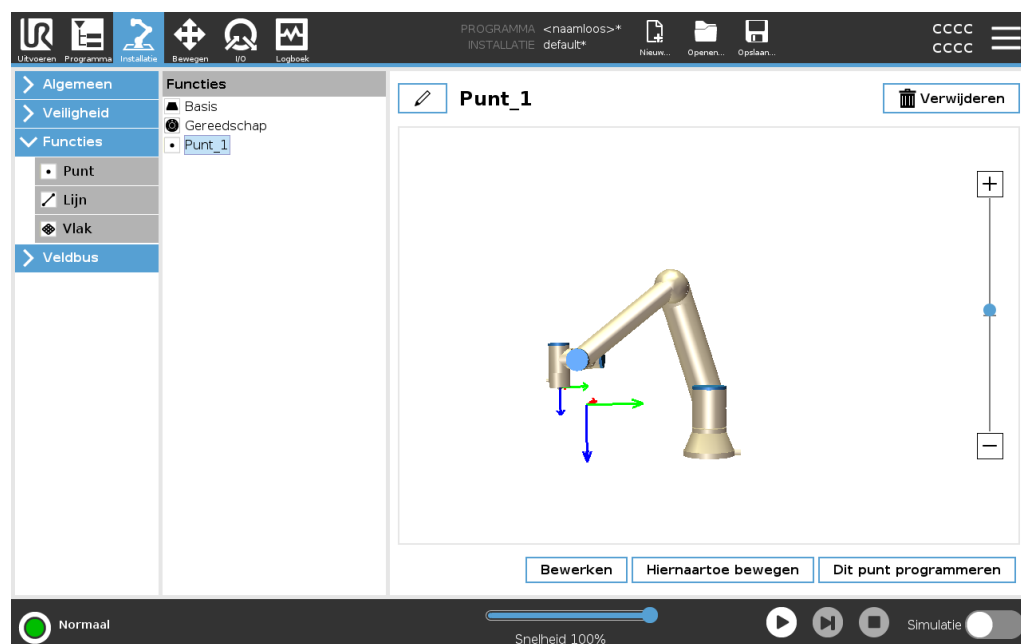 UR
Uitvoeren
Programma
Installatie
Bewegen
I/O
Logboek
PROGRAMMA <naamloos>*
INSTALLATIE default*
Nieuw...
Openen...
Opslaan...
CCCC
CCCC
Algemeen
Veiligheid
Functies
Punt
Lijn
Vlak
Veldbus
Functies
Basis
Gereedschap
Punt_1
Punt_1
Verwijderen
Bewerken
Hiernaartoe bewegen
Dit punt programmeren
Normaal
Snelheid 100%
Simulatie